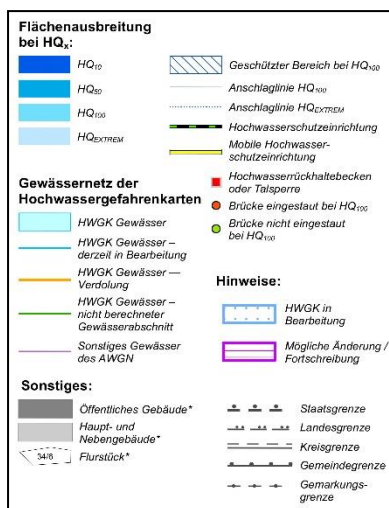 Flächenausbreitung
bei HQx:
HQ10
HQ50
HQ100
HQEXTREM
Geschützter Bereich bei HQ100
Anschlaglinie HQ100
Anschlaglinie HQEXTREM
Hochwasserschutzeinrichtung
Mobile Hochwasser-
schutzeinrichtung
Hochwasserrückhaltebecken
oder Talsperre
Brücke eingestaut bei HQ100
Brücke nicht eingestaut
bei HQ100
Gewässernetz der
Hochwassergefahrenkarten
HWGK Gewässer
HWGK Gewässer –
derzeit in Bearbeitung
HWGK Gewässer —
Verdolung
HWGK Gewässer –
nicht berechneter
Gewässerabschnitt
Sonstiges Gewässer
des AWGN
Hinweise:
HWGK in
Bearbeitung
Mögliche Änderung /
Fortschreibung
Sonstiges:
Öffentliches Gebäude*
Haupt- und
Nebengebäude*
34/6 Flurstück*
Staatsgrenze
Landesgrenze
Kreisgrenze
Gemeindegrenze
Gemarkungs-
grenze